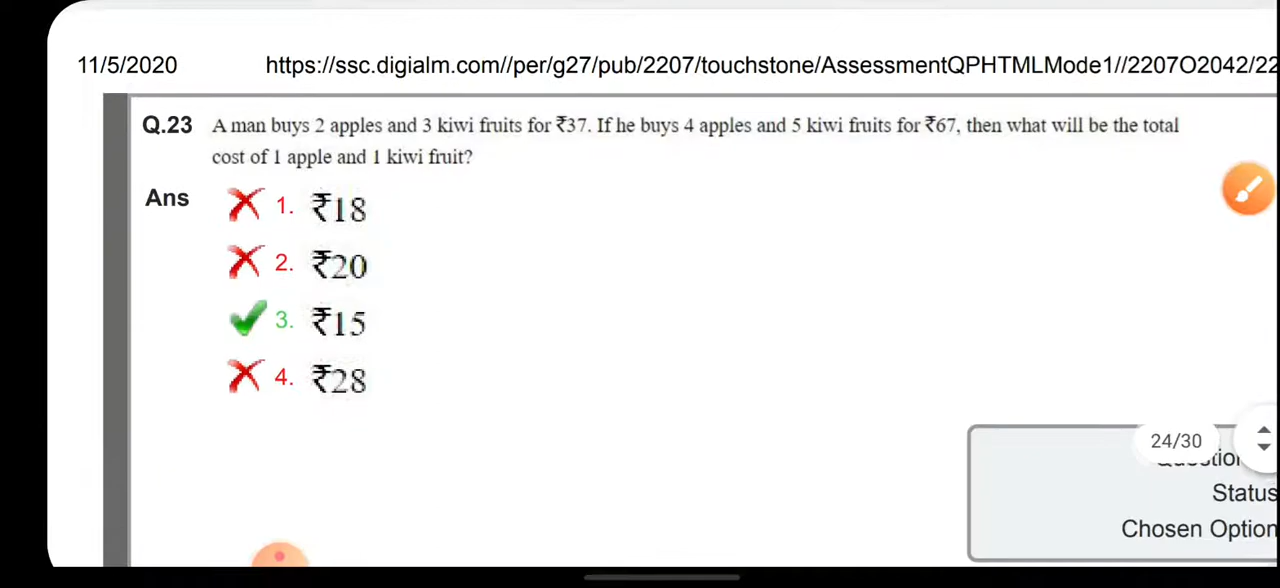 11/5/2020 https://ssc.digialm.com//per/g27/pub/2207/touchstone/AssessmentQPHTMLMode1//2207O2042/22
Q.23 A man buys 2 apples and 3 kiwi fruits for ₹37. If he buys 4 apples and 5 kiwi fruits for ₹67, then what will be the total
cost of 1 apple and 1 kiwi fruit?
Ans
1. ₹18
2. ₹20
3. ₹15
4. ₹28
24/30
Status
Chosen Option